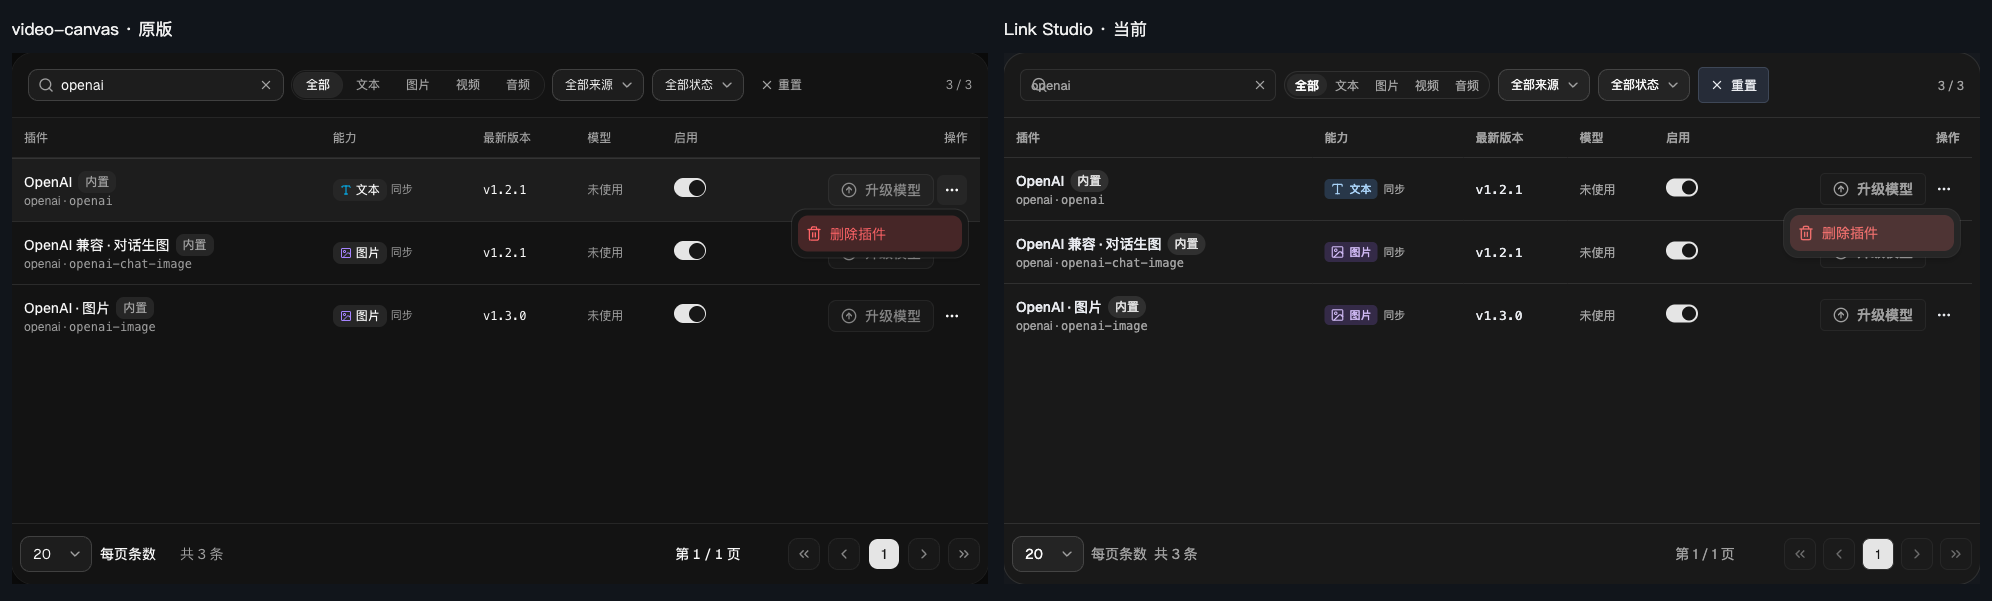 video-canvas · 原版
openai
全部 文本 图片 视频 音频
全部来源
全部状态
重置
3 / 3
插件 能力 最新版本 模型 启用 操作
OpenAI 内置
openai · openai
文本 同步
v1.2.1
未使用
升级模型
删除插件
OpenAI 兼容 · 对话生图 内置
openai · openai-chat-image
图片 同步
v1.2.1
未使用
OpenAI · 图片 内置
openai · openai-image
图片 同步
v1.3.0
未使用
升级模型
20 每页条数 共 3 条
第 1 / 1 页
1
Link Studio · 当前
openai
全部 文本 图片 视频 音频
全部来源
全部状态
重置
3 / 3
插件 能力 最新版本 模型 启用 操作
OpenAI 内置
openai · openai
文本 同步
v1.2.1
未使用
升级模型
删除插件
OpenAI 兼容 · 对话生图 内置
openai · openai-chat-image
图片 同步
v1.2.1
未使用
OpenAI · 图片 内置
openai · openai-image
图片 同步
v1.3.0
未使用
升级模型
20 每页条数 共 3 条
第 1 / 1 页
1